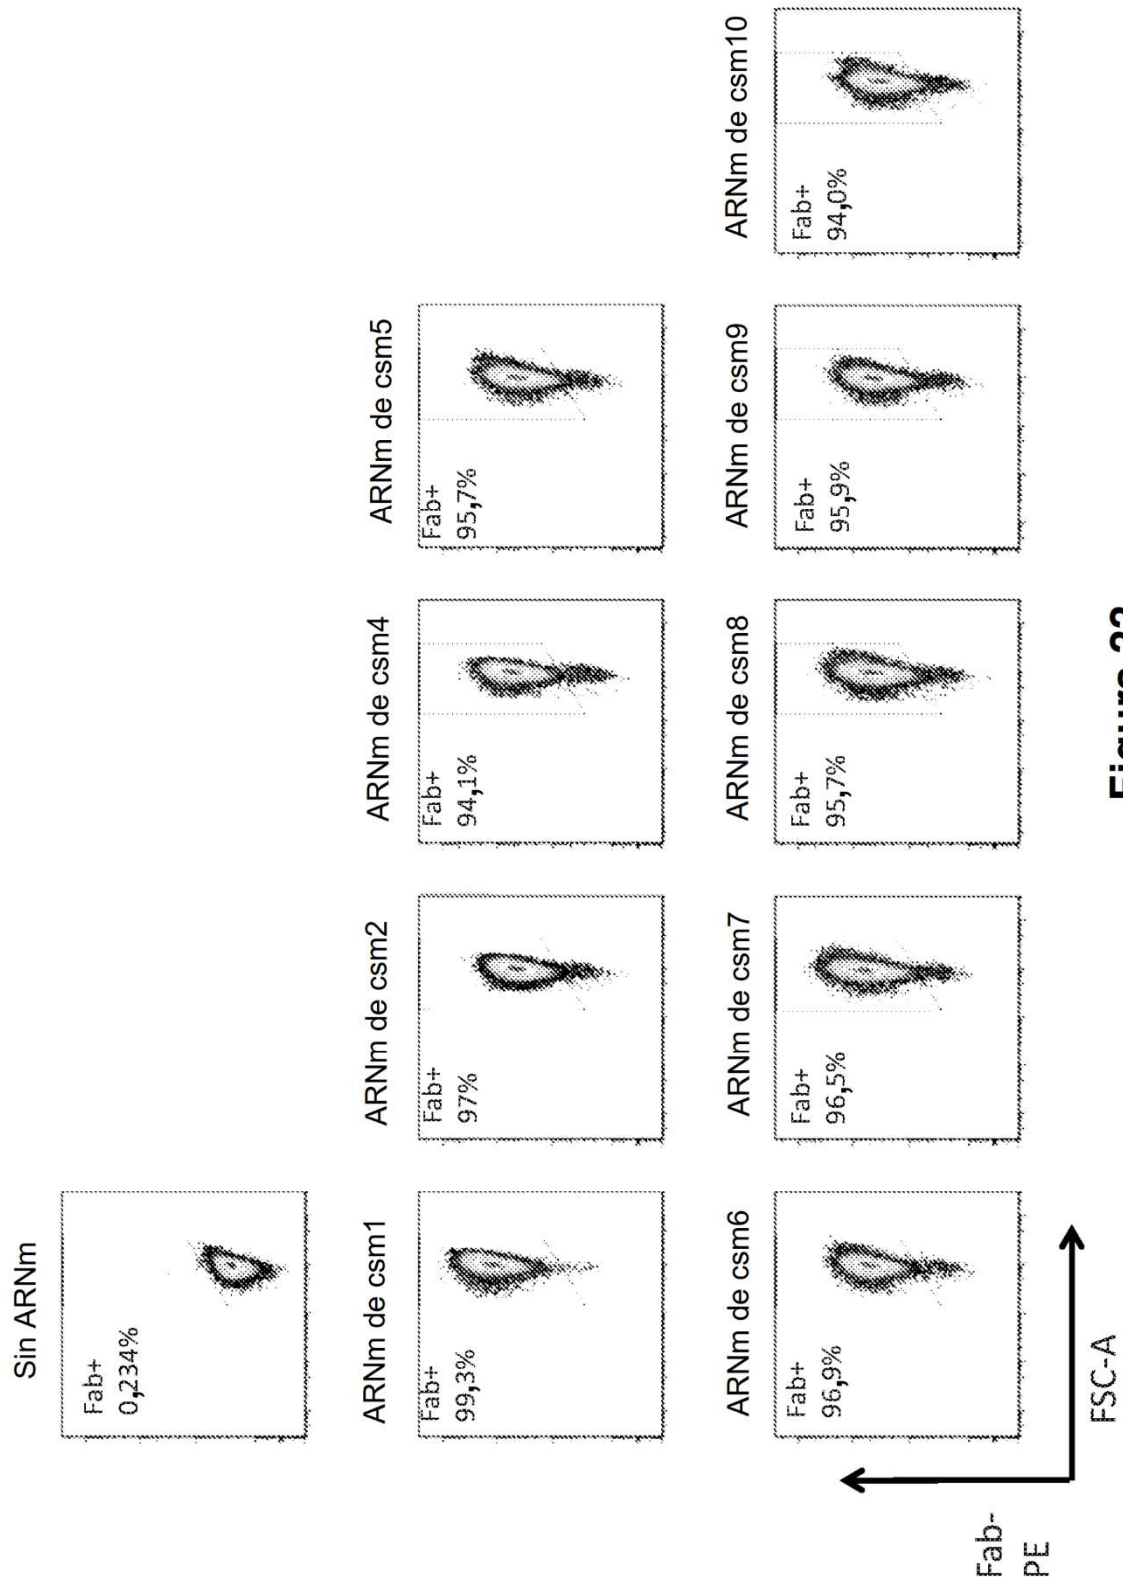 Sin ARNm
Fab+
0,234%
ARNm de csm1
Fab+
99,3%
ARNm de csm2
Fab+
97%
ARNm de csm4
Fab+
94,1%
ARNm de csm5
Fab+
95,7%
ARNm de csm6
Fab+
96,9%
ARNm de csm7
Fab+
96,5%
ARNm de csm8
Fab+
95,7%
ARNm de csm9
Fab+
95,9%
ARNm de csm10
Fab+
94,0%
Fab-
PE
FSC-A